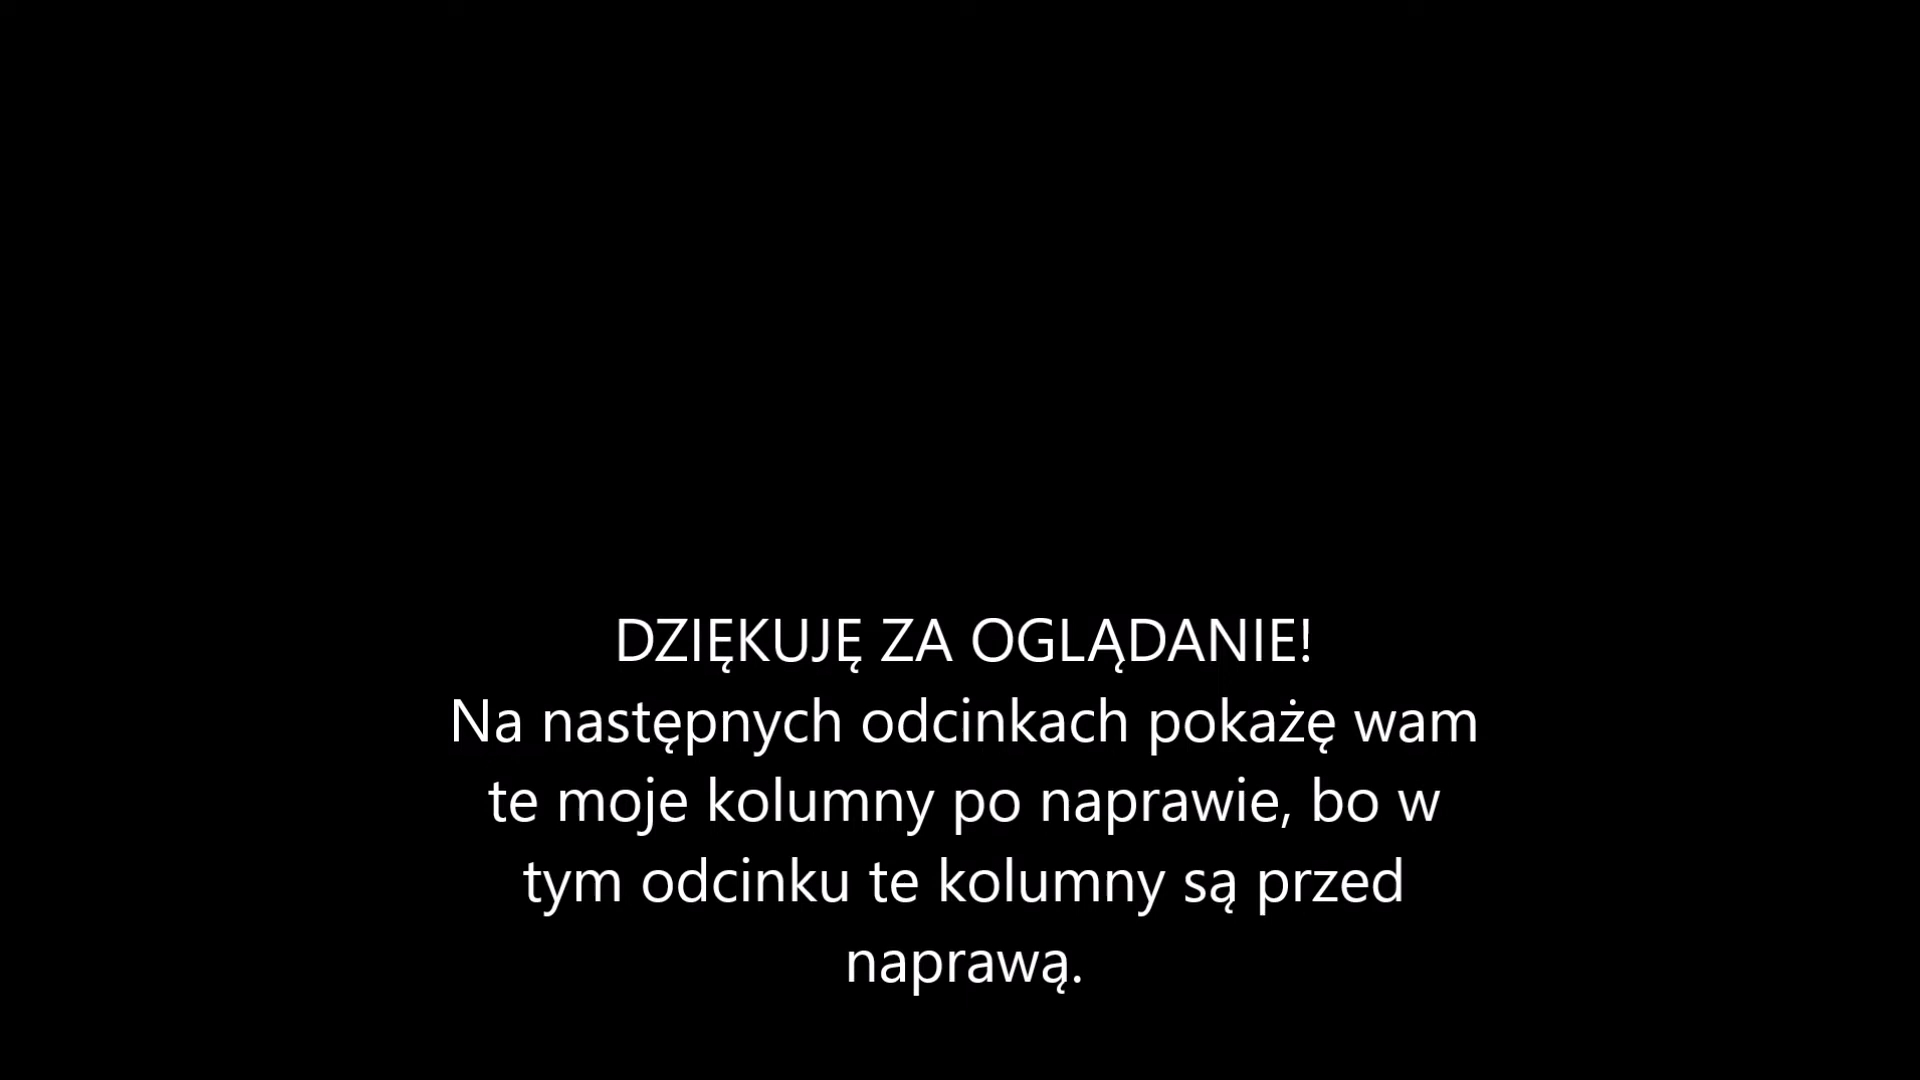 DZIĘKUJĘ ZA OGLĄDANIE!
Na następnych odcinkach pokażę wam
te moje kolumny po naprawie, bo w
tym odcinku te kolumny są przed
naprawą.